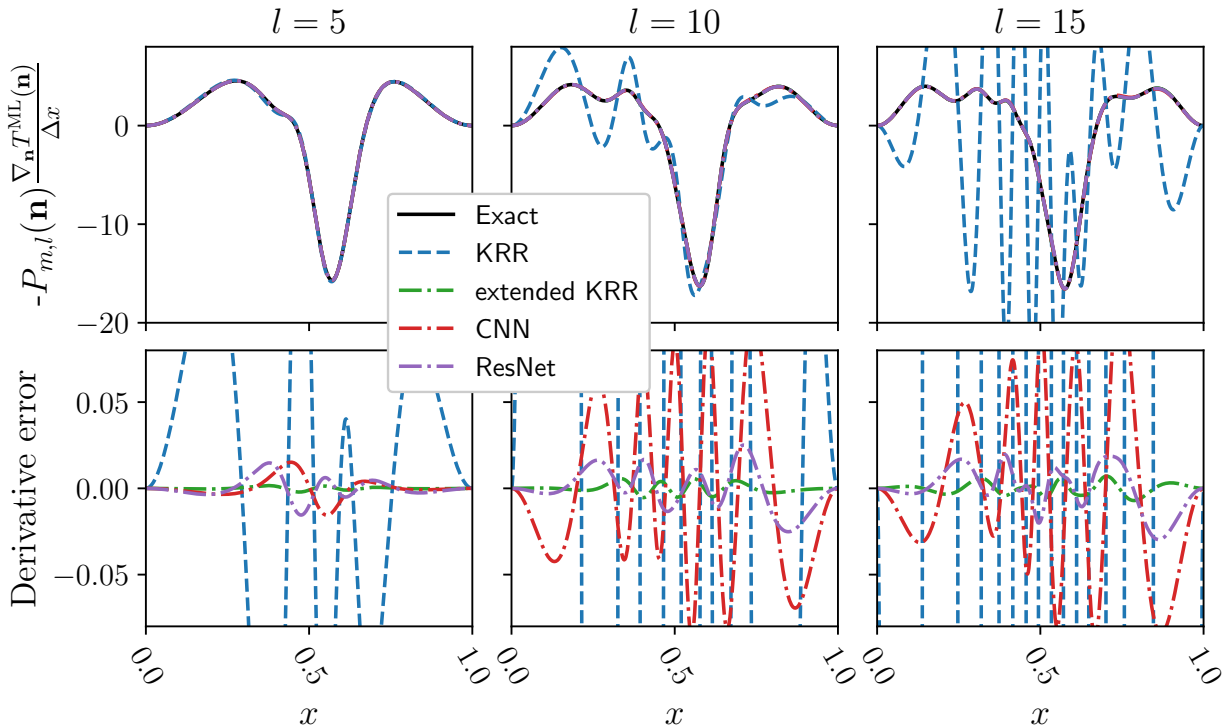 l = 5
l = 10
l = 15
-P_{m,l}(n) ∇_n T^{ML}(n) / Δx
0
−10
−20
Exact
KRR
extended KRR
CNN
ResNet
Derivative error
0.05
0.00
−0.05
0.0
0.5
1.0
0.0
0.5
1.0
0.0
0.5
1.0
x
x
x